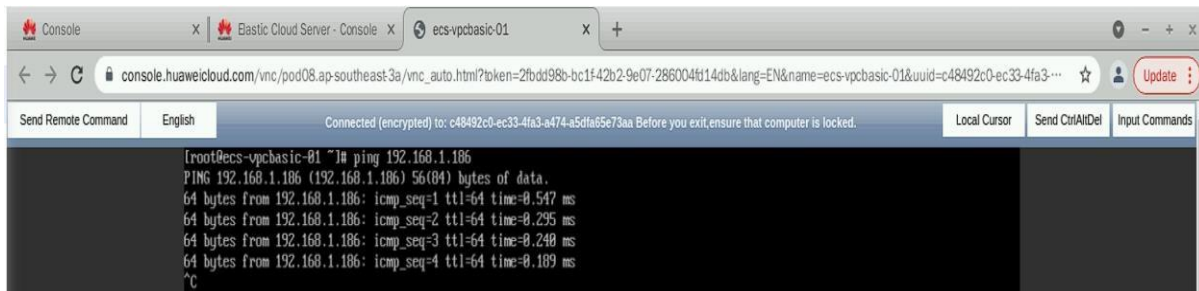 Console x Elastic Cloud Server - Console x ecs-vpcbasic-01 x +
console.huaweicloud.com/vnc/pod08.ap-southeast-3a/vnc_auto.html?token=2fbdd98b-bc1f-42b2-9e07-286004fd14db&lang=EN&name=ecs-vpcbasic-01&uuid=c48492c0-ec33-4fa3-··· Update
Send Remote Command English Connected (encrypted) to: c48492c0-ec33-4fa3-a474-a5dfa65e73aa Before you exit,ensure that computer is locked. Local Cursor Send CtrlAltDel Input Commands
[root@ecs-vpcbasic-01 ~]# ping 192.168.1.186
PING 192.168.1.186 (192.168.1.186) 56(84) bytes of data.
64 bytes from 192.168.1.186: icmp_seq=1 ttl=64 time=0.547 ms
64 bytes from 192.168.1.186: icmp_seq=2 ttl=64 time=0.295 ms
64 bytes from 192.168.1.186: icmp_seq=3 ttl=64 time=0.240 ms
64 bytes from 192.168.1.186: icmp_seq=4 ttl=64 time=0.189 ms
^C